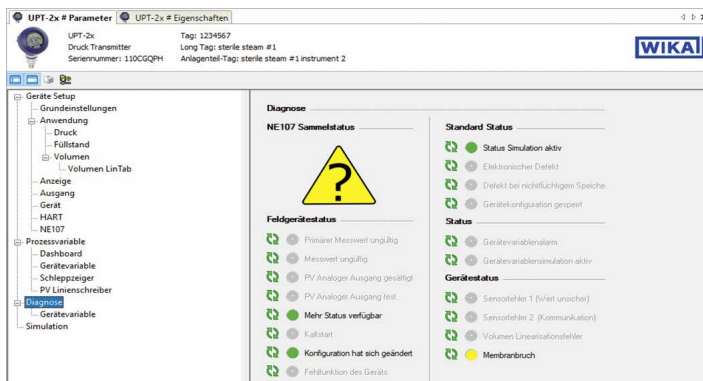 UPT-2x # Parameter UPT-2x # Eigenschaften
UPT-2x Tag: 1234567
Druck Transmitter Long Tag: sterile steam #1
Seriennummer: 110CGQPH Anlagenteil-Tag: sterile steam #1 instrument 2
WIKAI
Geräte Setup
Grundeinstellungen
Anwendung
Druck
Füllstand
Volumen
Volumen LinTab
Anzeige
Ausgang
Gerät
HART
NE107
Prozessvariable
Dashboard
Gerätevariable
Schleppzeiger
PV Linienschreiber
Diagnose
Gerätevariable
Simulation
Diagnose
NE107 Sammelstatus
?
Feldgerätestatus
Primärer Messwert ungültig
Messwert ungültig
PV Analoger Ausgang gesättigt
PV Analoger Ausgang fest
Mehr Status verfügbar
Kaltstart
Konfiguration hat sich geändert
Fehlfunktion des Geräts
Standard Status
Status Simulation aktiv
Elektronischer Defekt
Defekt bei nichtflüchtigem Speiche
Gerätekonfiguration gesperrt
Status
Gerätevariablenalarm
Gerätevariablensimulation aktiv
Gerätestatus
Sensorfehler 1 (Wert unsicher)
Sensorfehler 2 (Kommunikation)
Volumen Linearisationsfehler
Membranbruch